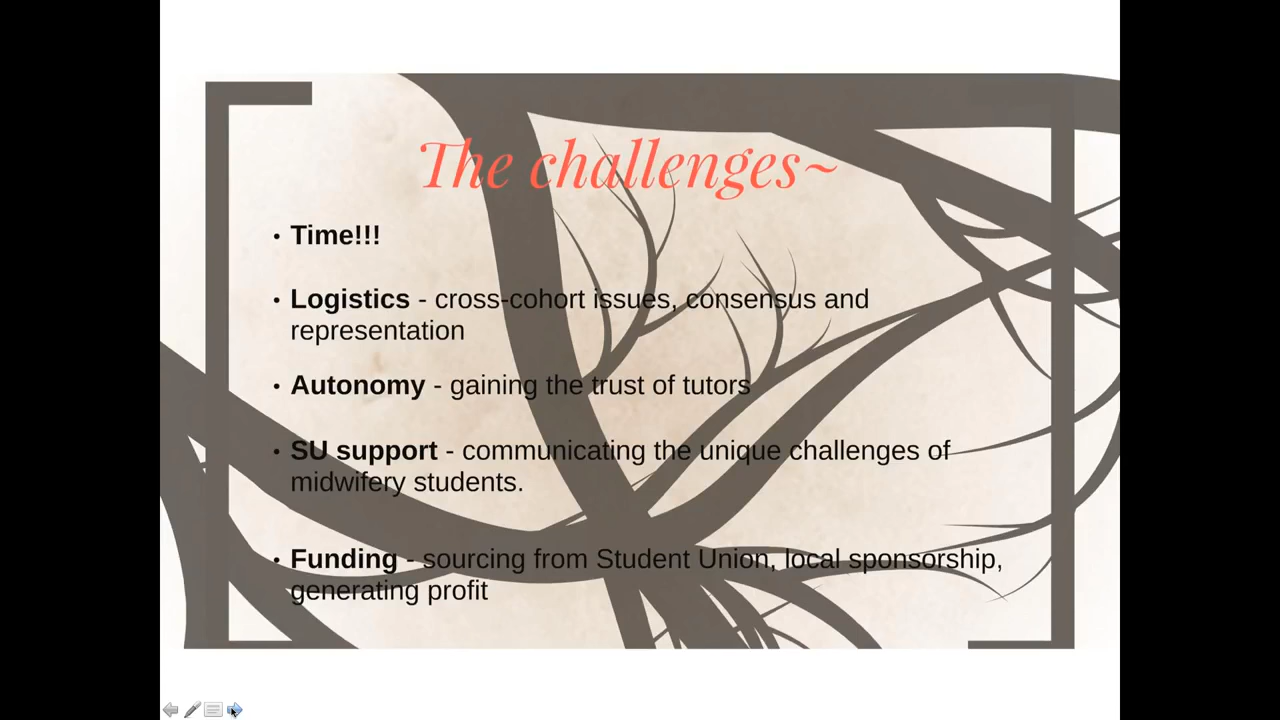 The challenges~
• Time!!!
• Logistics - cross-cohort issues, consensus and
representation
• Autonomy - gaining the trust of tutors
• SU support - communicating the unique challenges of
midwifery students.
• Funding - sourcing from Student Union, local sponsorship,
generating profit